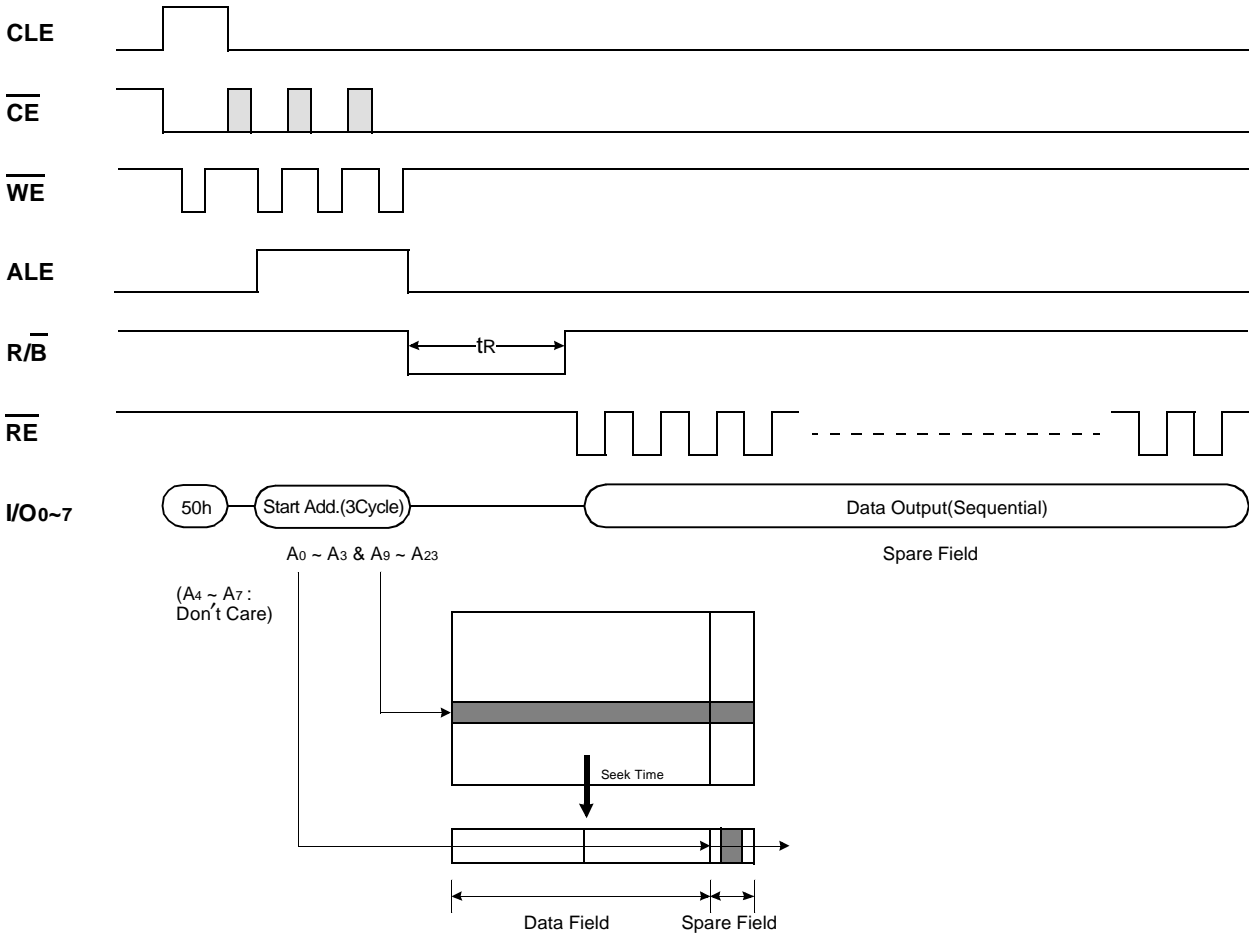 CLE
CE
WE
ALE
R/B
tR
RE
I/O0~7
50h
Start Add.(3Cycle)
Data Output(Sequential)
A0 ~ A3 & A9 ~ A23
Spare Field
(A4 ~ A7 :
Don't Care)
Seek Time
Data Field
Spare Field